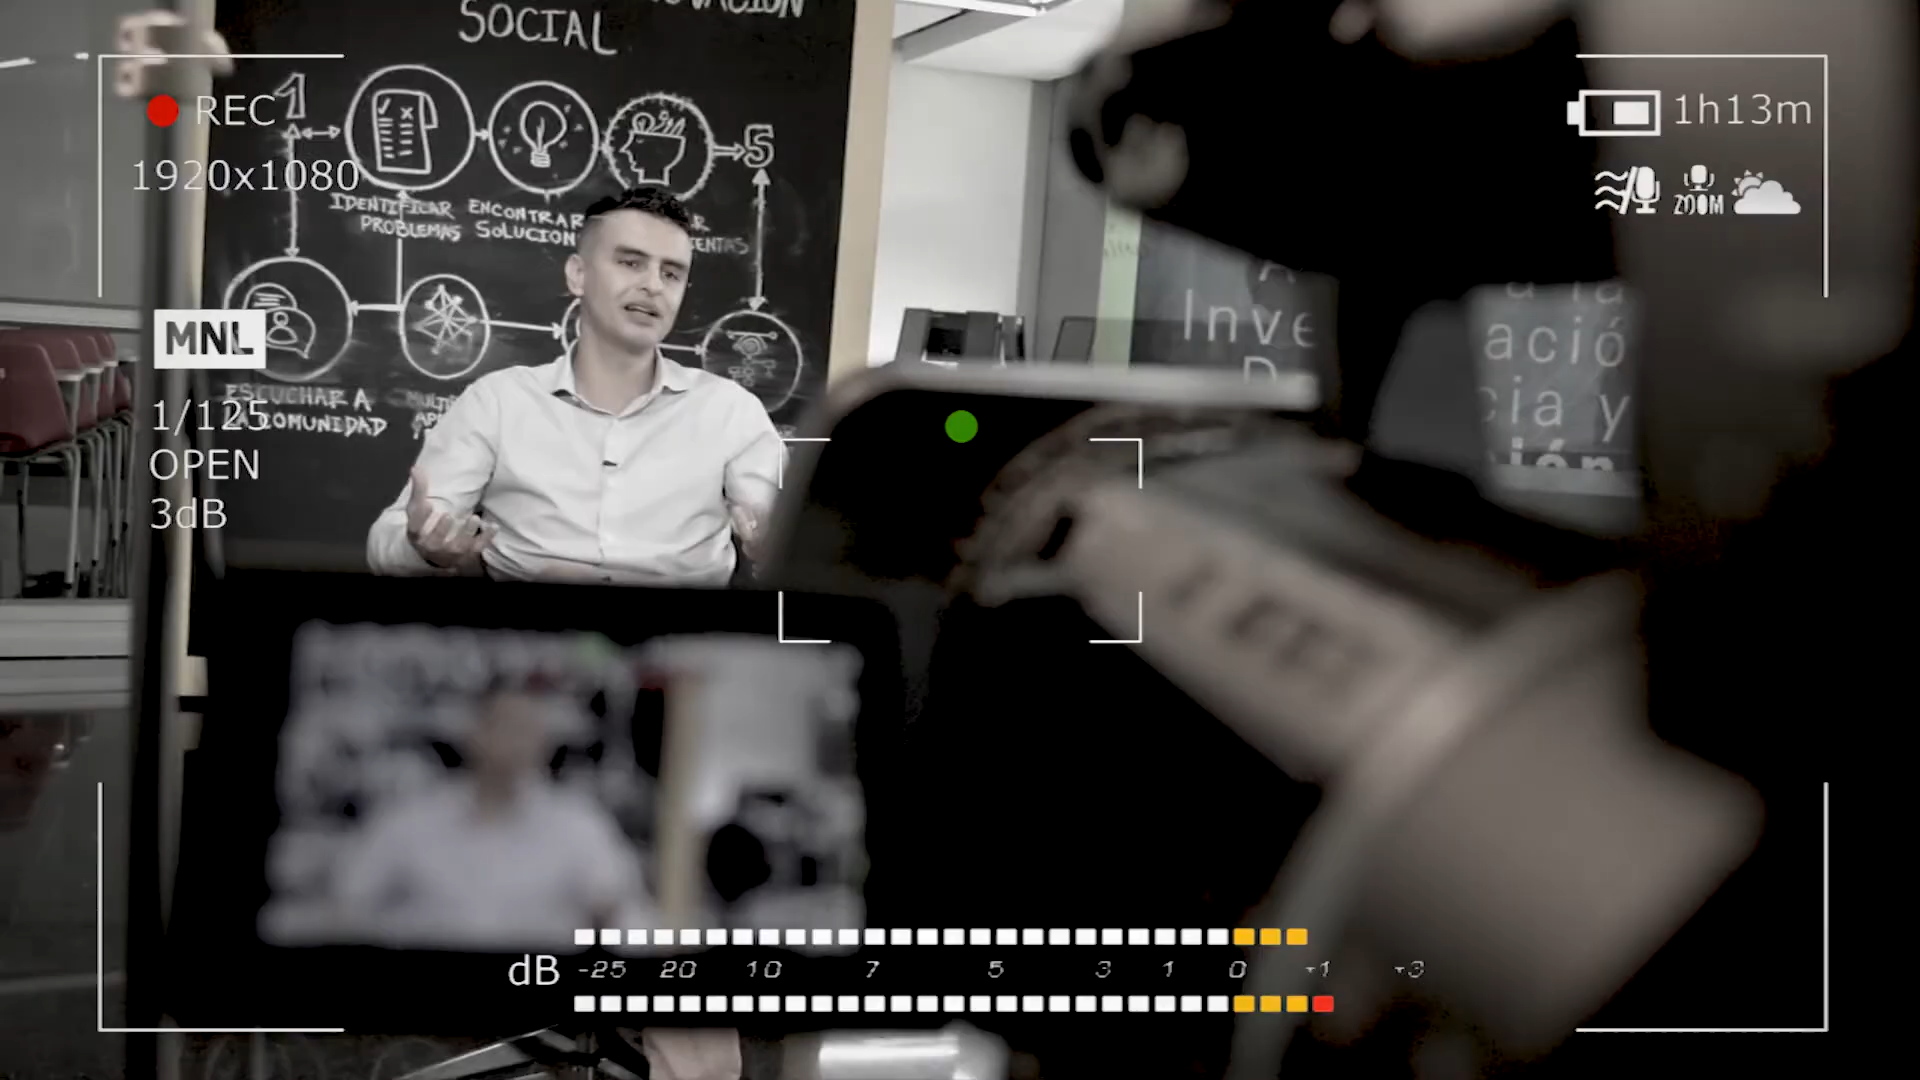 SOCIAL
REC
1
5
1920x1080
IDENTIFICAR
PROBLEMAS
ENCONTRAR
SOLUCION
MNL
ESCUCHAR A
LA COMUNIDAD
1/125
OPEN
3dB
1h13m
ZOOM
Inve
ació
cia y
dB -25 20 10 7 5 3 1 0 +1 +3